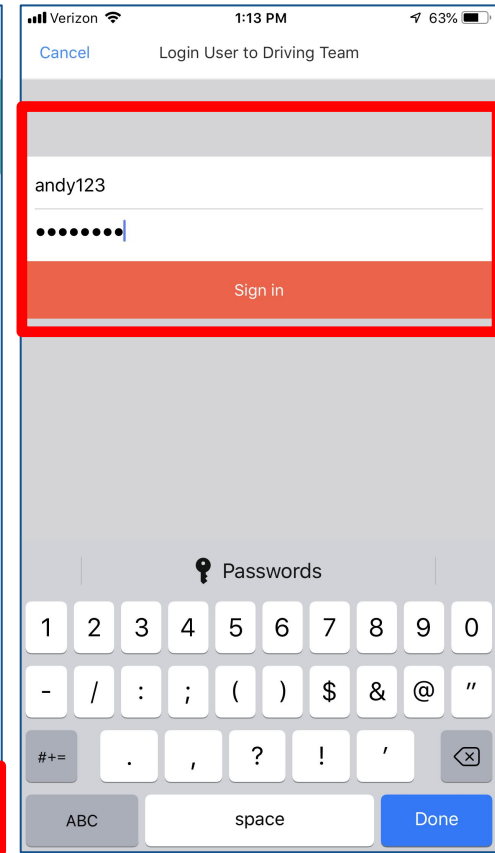 Verizon 1:13 PM 63%
Cancel Login User to Driving Team
andy123
••••••••
Sign in
Passwords
1 2 3 4 5 6 7 8 9 0
- / : ; ( ) $ & @ "
#+= . , ? ! '
ABC space Done